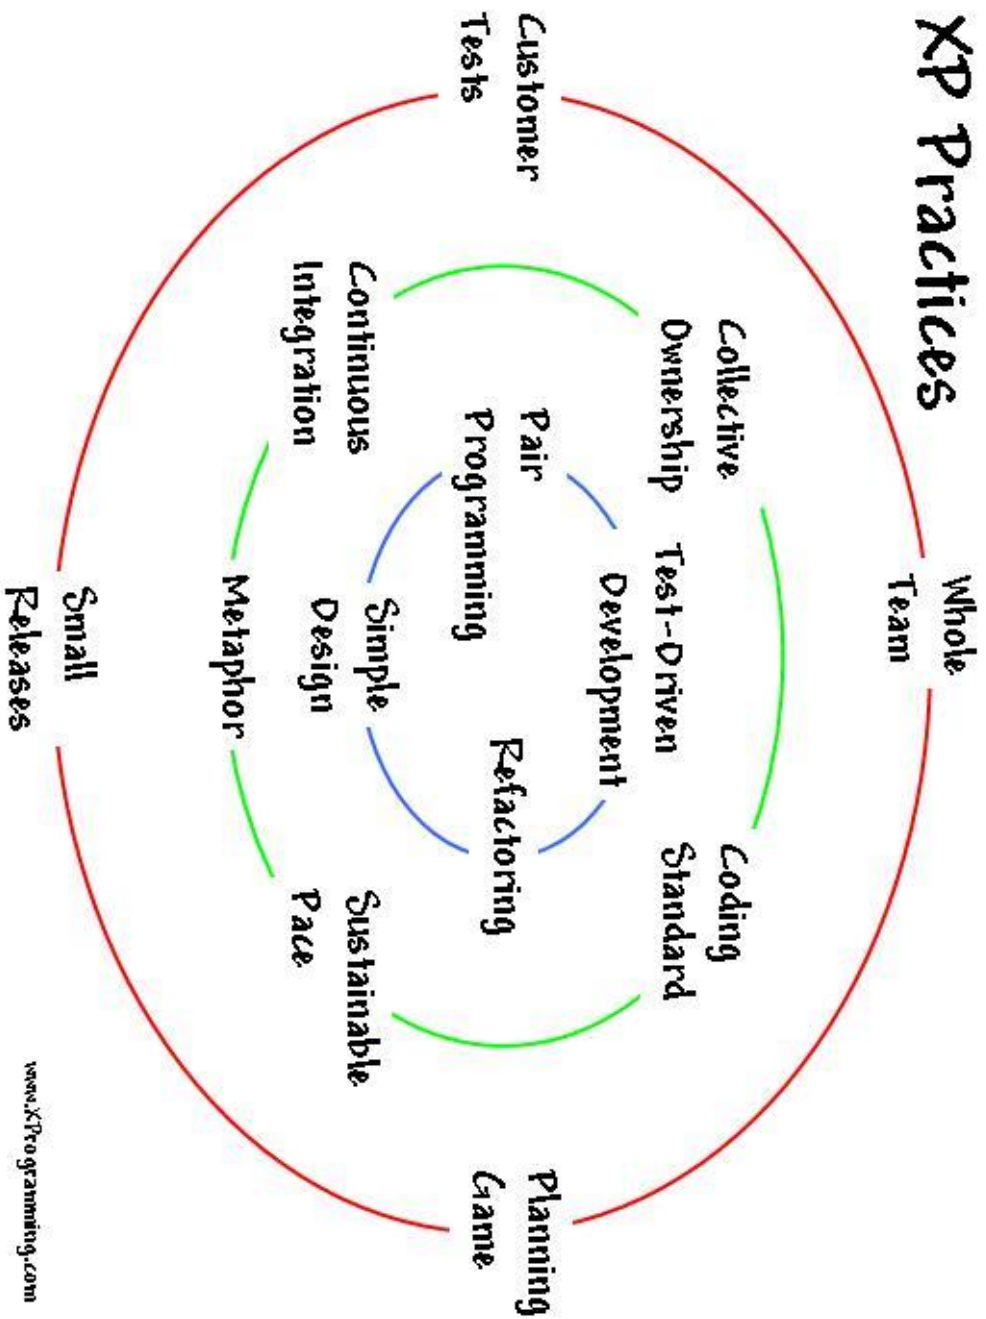 XP Practices
Whole
Team
Collective
Ownership
Test-Driven
Development
Coding
Standard
Customer
Tests
Pair
Programming
Refactoring
Planning
Game
Continuous
Integration
Simple
Design
Sustainable
Pace
Metaphor
Small
Releases
www.XProgramming.com